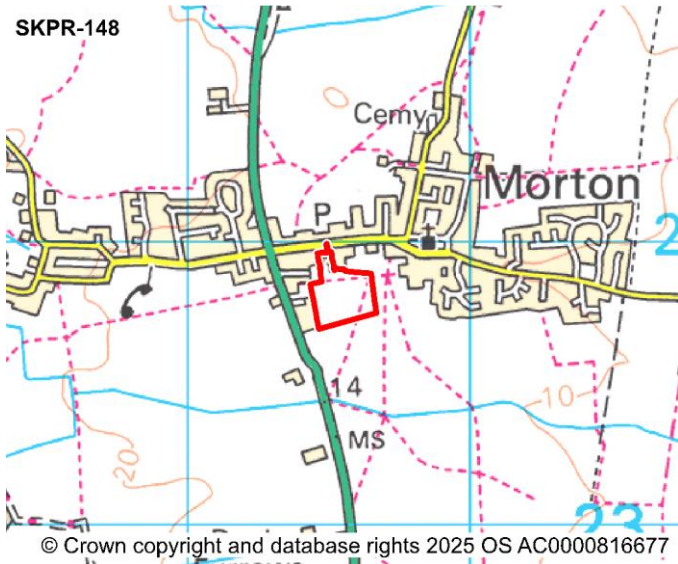 SKPR-148
Cemy
Morton
P
2
14
10
MS
20
23
© Crown copyright and database rights 2025 OS AC0000816677